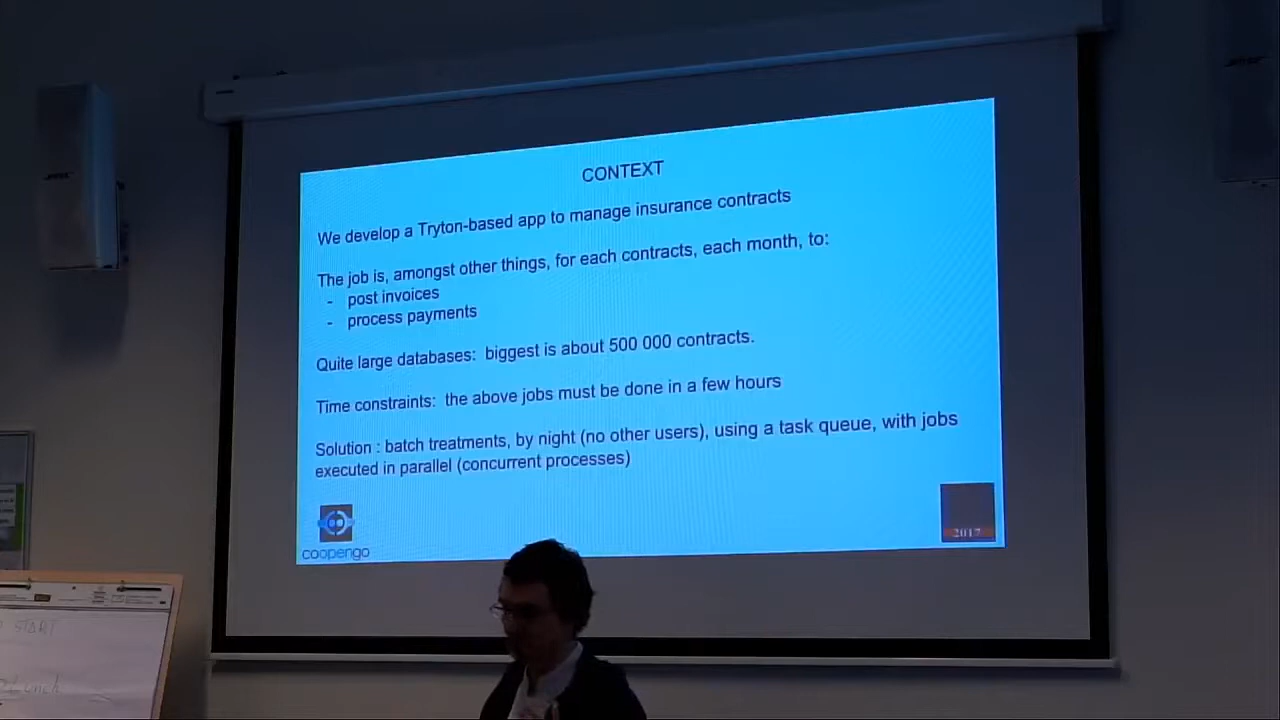 CONTEXT
We develop a Tryton-based app to manage insurance contracts
The job is, amongst other things, for each contracts, each month, to:
- post invoices
- process payments
Quite large databases: biggest is about 500 000 contracts.
Time constraints: the above jobs must be done in a few hours
Solution : batch treatments, by night (no other users), using a task queue, with jobs
executed in parallel (concurrent processes)
coopengo
2017
START
Lunch